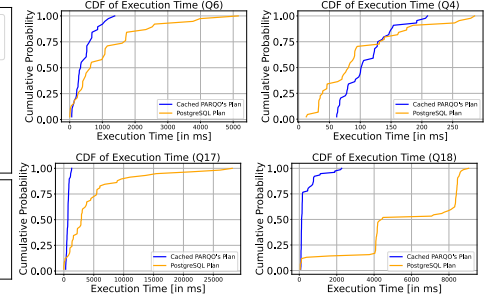 CDF of Execution Time (Q6)
Cumulative Probability
1.00
0.75
0.50
0.25
0.00
Cached PARQO's Plan
PostgreSQL Plan
0 1000 2000 3000 4000 5000
Execution Time [in ms]
CDF of Execution Time (Q4)
Cumulative Probability
1.00
0.75
0.50
0.25
0.00
Cached PARQO's Plan
PostgreSQL Plan
0 50 100 150 200 250
Execution Time [in ms]
CDF of Execution Time (Q17)
Cumulative Probability
1.00
0.75
0.50
0.25
0.00
Cached PARQO's Plan
PostgreSQL Plan
0 5000 10000 15000 20000 25000
Execution Time [in ms]
CDF of Execution Time (Q18)
Cumulative Probability
1.00
0.75
0.50
0.25
0.00
Cached PARQO's Plan
PostgreSQL Plan
0 2000 4000 6000 8000
Execution Time [in ms]